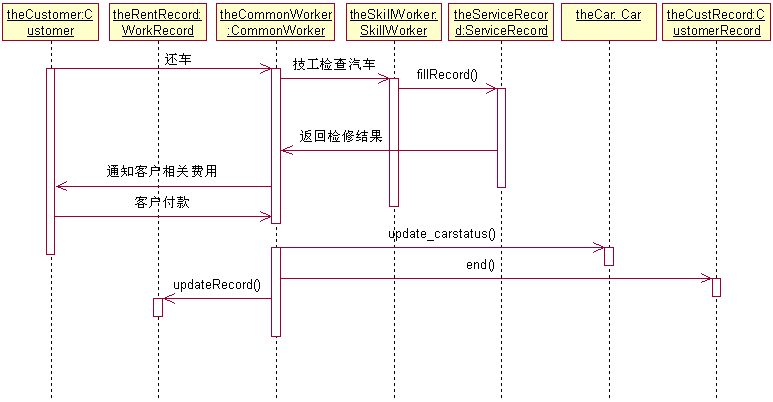 theCustomer:C
ustomer
theRentRecord:
WorkRecord
theCommonWorker
:CommonWorker
theSkillWorker:
SkillWorker
theServiceRecor
d:ServiceRecord
theCar: Car
theCustRecord:Cu
stomerRecord
还车
技工检查汽车
fillRecord()
返回检修结果
通知客户相关费用
客户付款
update_carstatus()
end()
updateRecord()